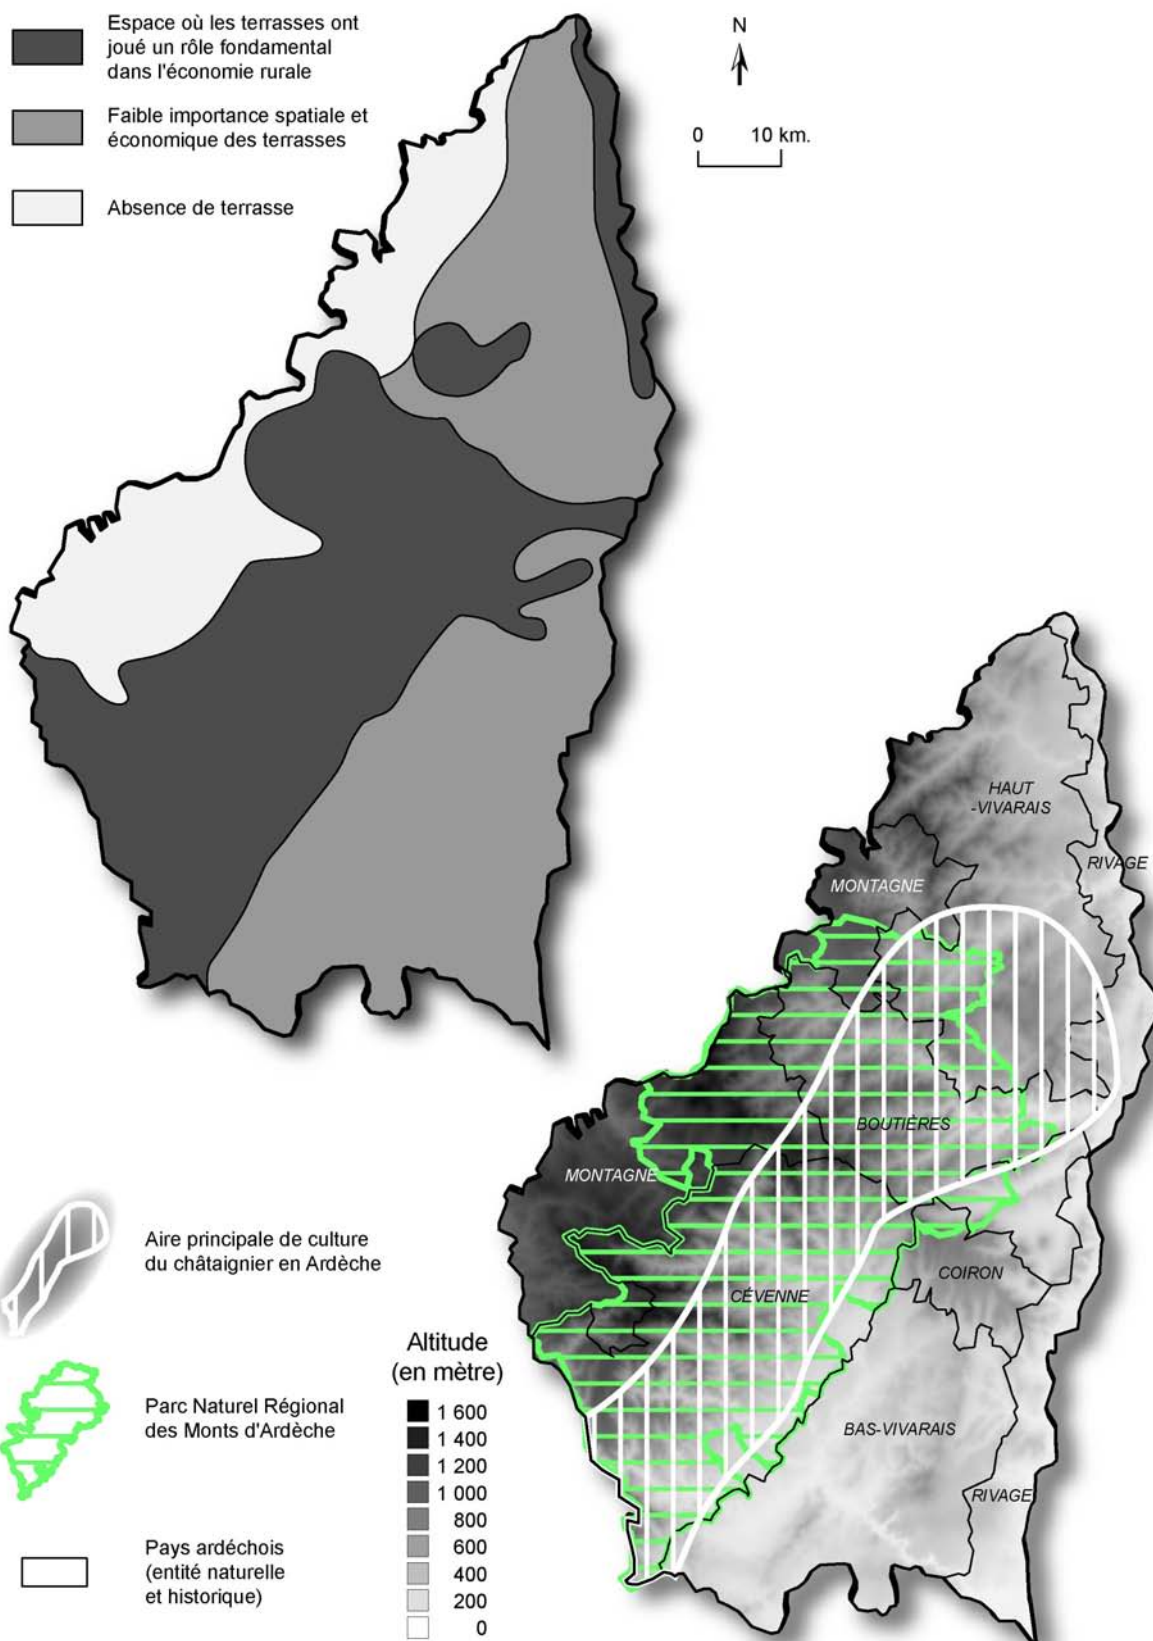 Espace où les terrasses ont
joué un rôle fondamental
dans l'économie rurale
Faible importance spatiale et
économique des terrasses
Absence de terrasse
N
0 10 km.
HAUT
-VIVARAIS
RIVAGE
MONTAGNE
BOUTIÈRES
MONTAGNE
COIRON
CÉVENNE
BAS-VIVARAIS
RIVAGE
Aire principale de culture
du châtaignier en Ardèche
Parc Naturel Régional
des Monts d'Ardèche
Pays ardéchois
(entité naturelle
et historique)
Altitude
(en mètre)
1 600
1 400
1 200
1 000
800
600
400
200
0